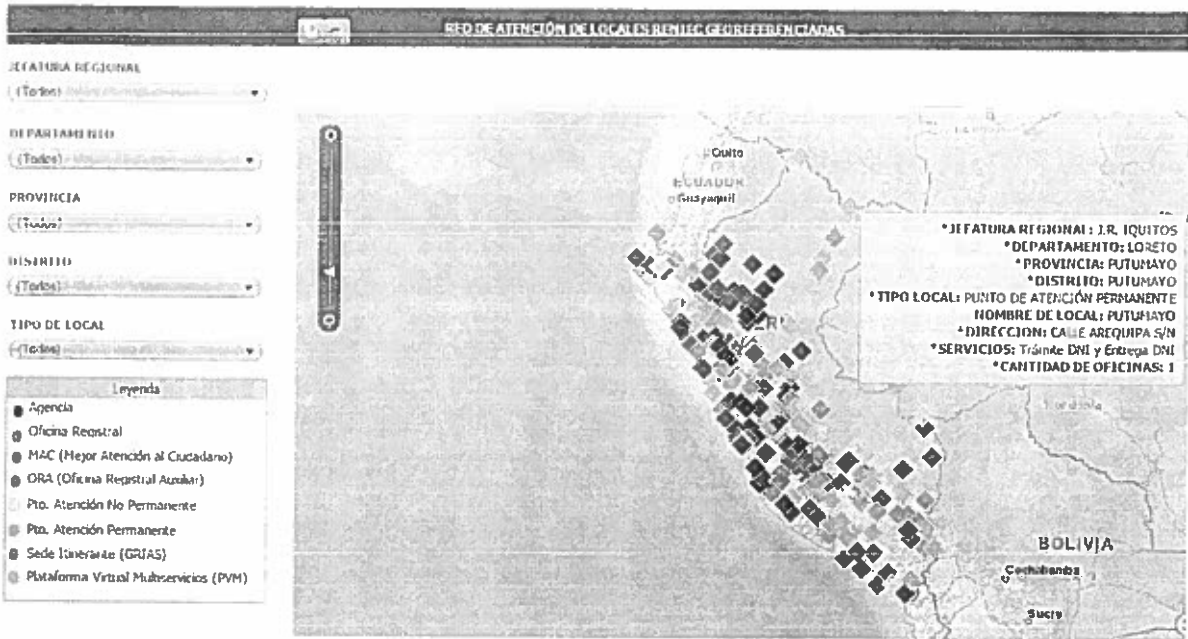 RED DE ATENCIÓN DE LOCALES RENIEC GEOREFERENCIADAS
JEFATURA REGIONAL
(Todos)
DEPARTAMENTO
(Todos)
PROVINCIA
(Todos)
DISTRITO
(Todos)
TIPO DE LOCAL
(Todos)
Leyenda
Agencia
Oficina Registral
MAC (Mejor Atención al Ciudadano)
ORA (Oficina Registral Auxiliar)
Pto. Atención No Permanente
Pto. Atención Permanente
Sede Itinerante (GRIAS)
Plataforma Virtual Multiservicios (PVM)
Quito
ECUADOR
Guayaquil
*JEFATURA REGIONAL: J.R. IQUITOS
*DEPARTAMENTO: LORETO
*PROVINCIA: PUTUMAYO
*DISTRITO: PUTUMAYO
*TIPO LOCAL: PUNTO DE ATENCIÓN PERMANENTE
NOMBRE DE LOCAL: PUTUMAYO
*DIRECCION: CALLE AREQUIPA S/N
*SERVICIOS: Trámite DNI y Entrega DNI
*CANTIDAD DE OFICINAS: 1
BOLIVIA
Cochabamba
Sucre